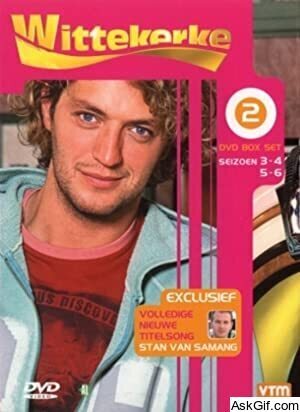 Wittekerke
2
DVD BOX SET
SEIZOEN 3-4
5-6
EXCLUSIEF
VOLLEDIGE
NIEUWE
TITELSONG
STAN VAN SAMANG
DVD
VIDEO
VTM
AskGif.com